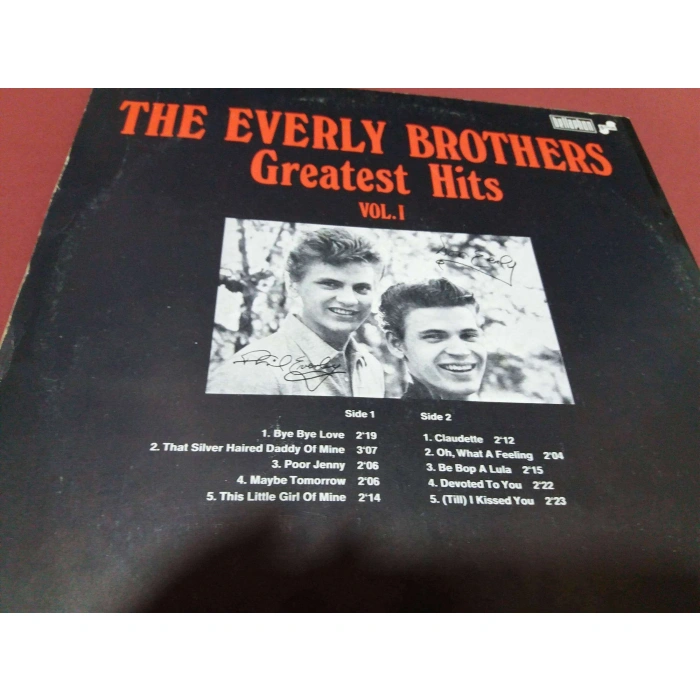 bellaphon
THE EVERLY BROTHERS
Greatest Hits
VOL. I
Phil Everly
Side 1
1. Bye Bye Love 2'19
2. That Silver Haired Daddy Of Mine 3'07
3. Poor Jenny 2'06
4. Maybe Tomorrow 2'06
5. This Little Girl Of Mine 2'14
Side 2
1. Claudette 2'12
2. Oh, What A Feeling 2'04
3. Be Bop A Lula 2'15
4. Devoted To You 2'22
5. (Till) I Kissed You 2'23